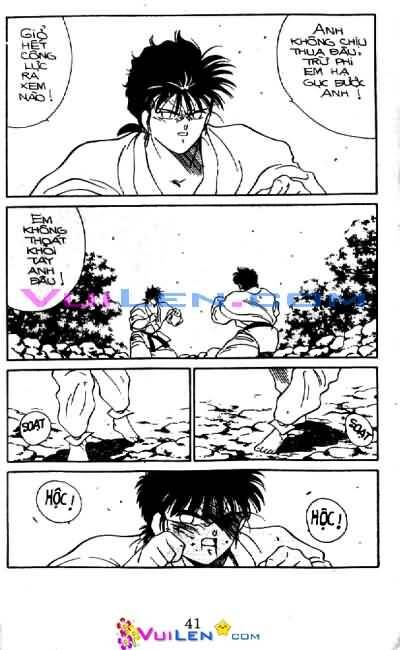 GIỞ
HẾT
CÔNG
LỰC
RA
XEM
NÀO!
ANH
KHÔNG CHỊU
THUA ĐÂU.
TRỪ PHI
EM HẠ
GỤC ĐƯỢC
ANH!
EM
KHÔNG
THOÁT
KHỎI
TAY
ANH
ĐÂU!
VUILEN.COM
SOẠT
SOẠT
HỘC!
HỘC!
41
VUILEN.COM